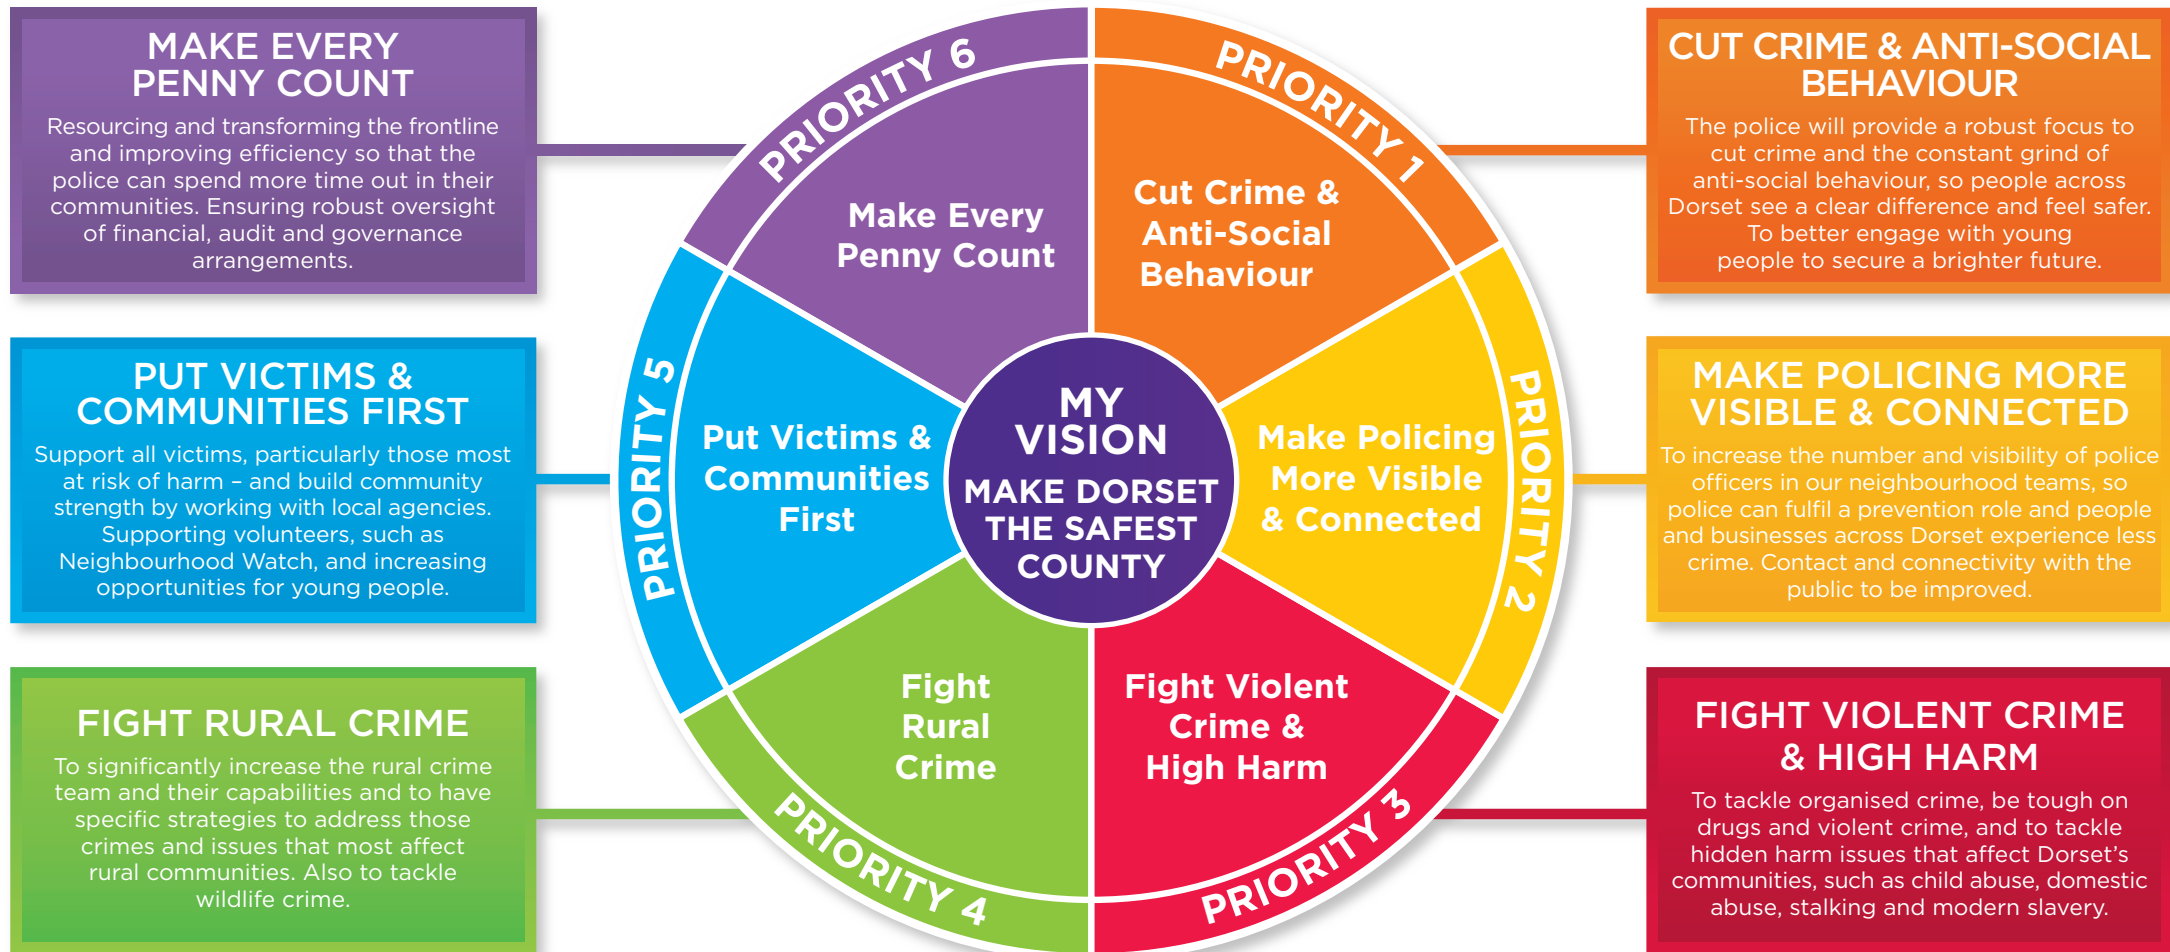 MAKE EVERY
PENNY COUNT
Resourcing and transforming the frontline
and improving efficiency so that the
police can spend more time out in their
communities. Ensuring robust oversight
of financial, audit and governance
arrangements.
PUT VICTIMS &
COMMUNITIES FIRST
Support all victims, particularly those most
at risk of harm – and build community
strength by working with local agencies.
Supporting volunteers, such as
Neighbourhood Watch, and increasing
opportunities for young people.
FIGHT RURAL CRIME
To significantly increase the rural crime
team and their capabilities and to have
specific strategies to address those
crimes and issues that most affect
rural communities. Also to tackle
wildlife crime.
PRIORITY 6
Make Every
Penny Count
PRIORITY 1
Cut Crime &
Anti-Social
Behaviour
PRIORITY 5
Put Victims &
Communities
First
MY
VISION
MAKE DORSET
THE SAFEST
COUNTY
Make Policing
More Visible
& Connected
PRIORITY 2
Fight
Rural
Crime
PRIORITY 4
Fight Violent
Crime &
High Harm
PRIORITY 3
CUT CRIME & ANTI-SOCIAL
BEHAVIOUR
The police will provide a robust focus to
cut crime and the constant grind of
anti-social behaviour, so people across
Dorset see a clear difference and feel safer.
To better engage with young
people to secure a brighter future.
MAKE POLICING MORE
VISIBLE & CONNECTED
To increase the number and visibility of police
officers in our neighbourhood teams, so
police can fulfil a prevention role and people
and businesses across Dorset experience less
crime. Contact and connectivity with the
public to be improved.
FIGHT VIOLENT CRIME
& HIGH HARM
To tackle organised crime, be tough on
drugs and violent crime, and to tackle
hidden harm issues that affect Dorset's
communities, such as child abuse, domestic
abuse, stalking and modern slavery.